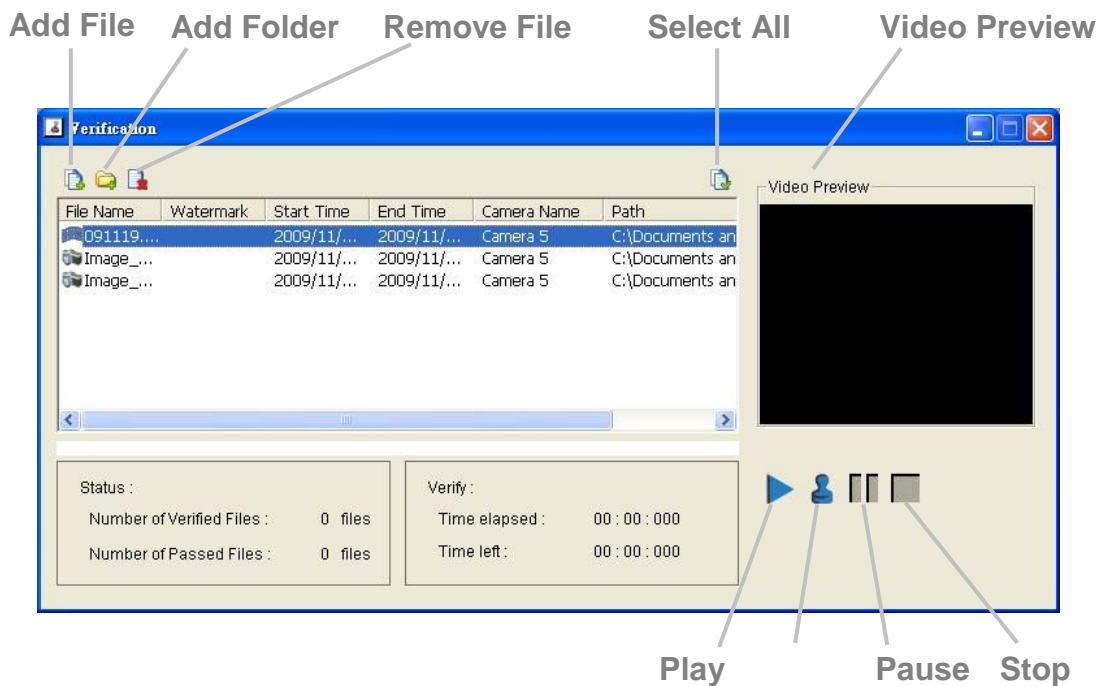 Add File Add Folder Remove File Select All Video Preview
Verification
Video Preview
File Name Watermark Start Time End Time Camera Name Path
091119.... 2009/11/... 2009/11/... Camera 5 C:\Documents an
Image_... 2009/11/... 2009/11/... Camera 5 C:\Documents an
Image_... 2009/11/... 2009/11/... Camera 5 C:\Documents an
Status :
Number of Verified Files : 0 files
Number of Passed Files : 0 files
Verify :
Time elapsed : 00 : 00 : 000
Time left : 00 : 00 : 000
Play Pause Stop